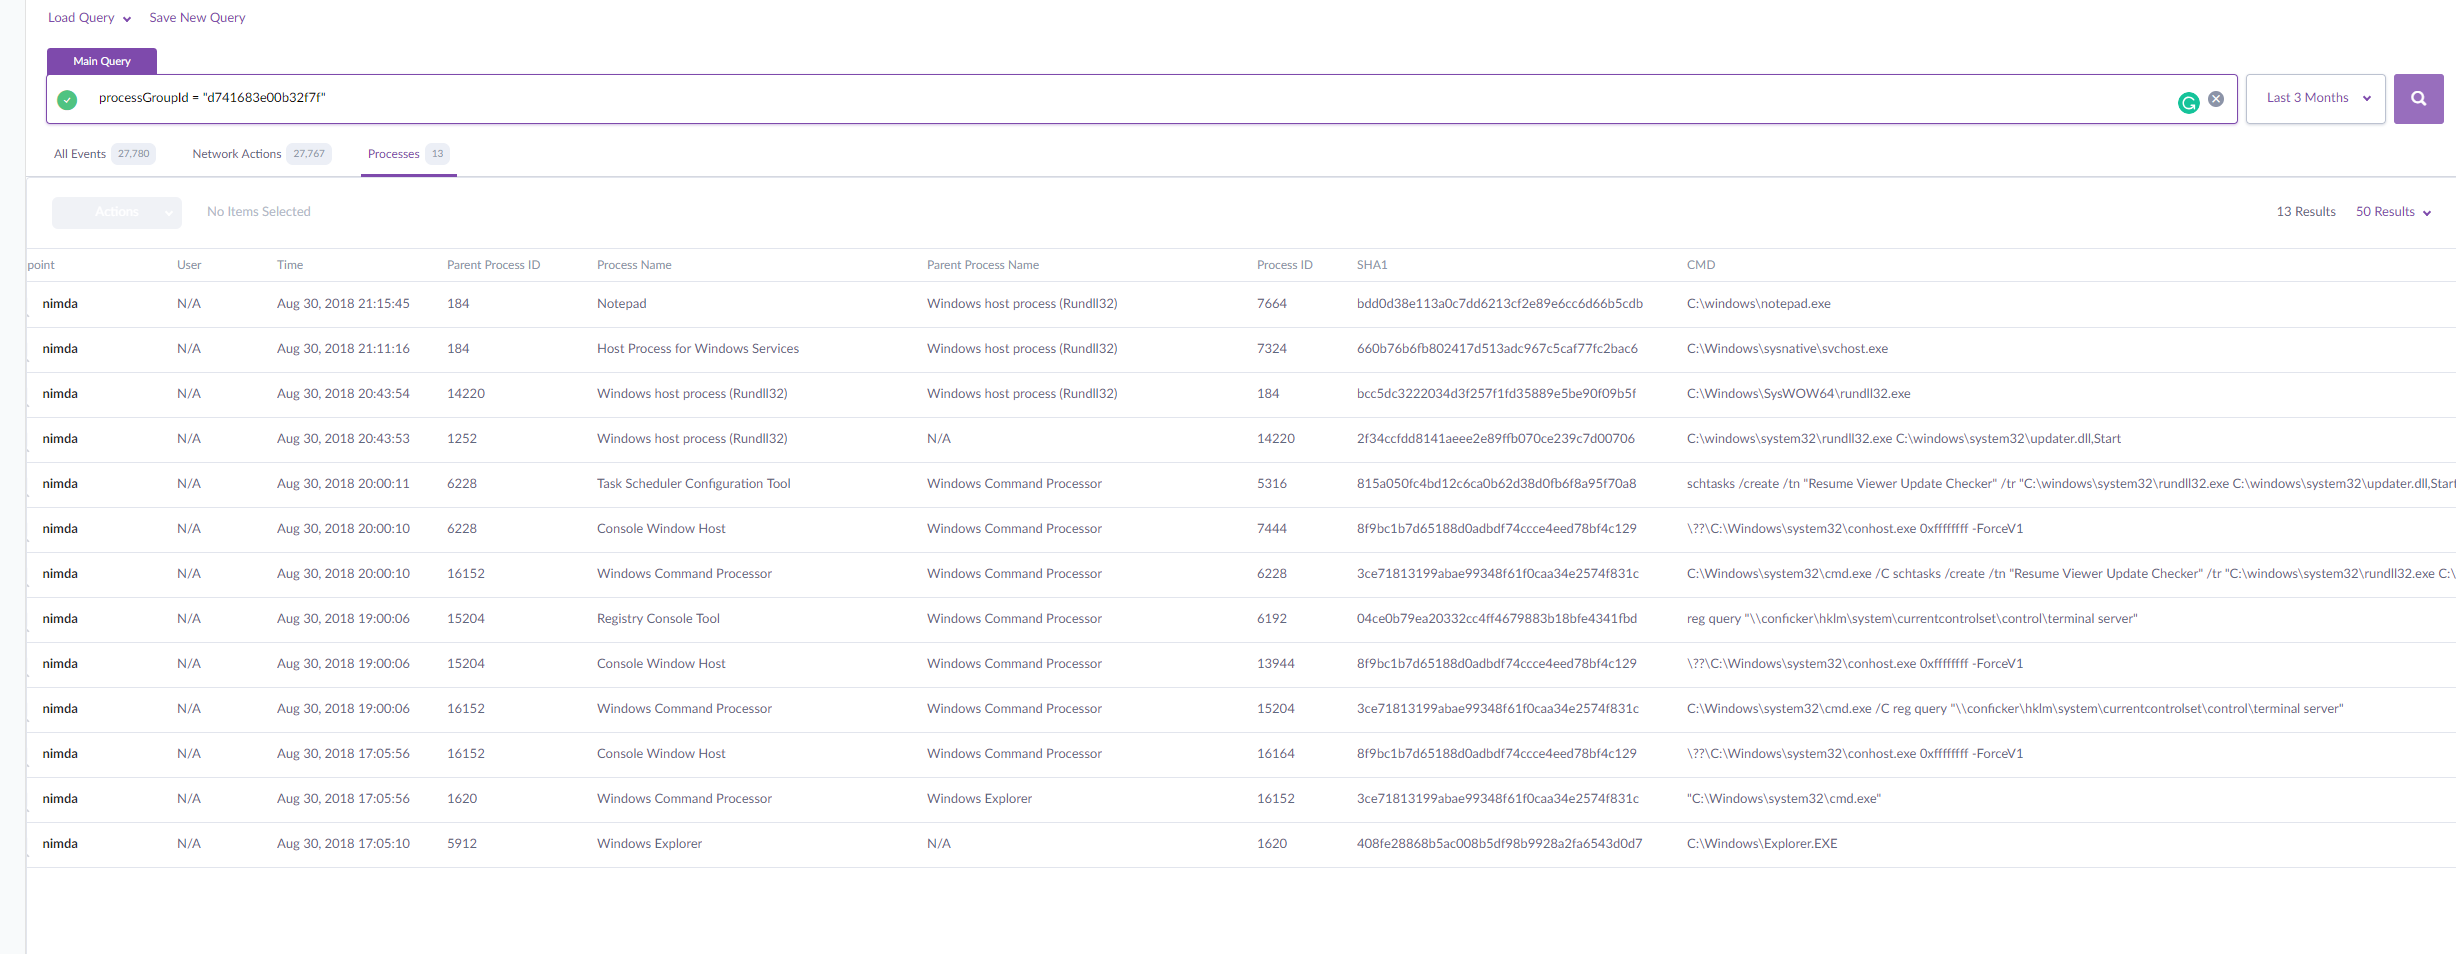 Load Query Save New Query
Main Query
processGroupId = "d741683e00b32f7f"
Last 3 Months
All Events 27,780 Network Actions 27,767 Processes 13
Actions No Items Selected 13 Results 50 Results
point User Time Parent Process ID Process Name Parent Process Name Process ID SHA1 CMD
nimda N/A Aug 30, 2018 21:15:45 184 Notepad Windows host process (Rundll32) 7664 bdd0d38e113a0c7dd6213cf2e89e6cc6d66b5cdb C:\windows\notepad.exe
nimda N/A Aug 30, 2018 21:11:16 184 Host Process for Windows Services Windows host process (Rundll32) 7324 660b76b6fb802417d513adc967c5caf77fc2bac6 C:\Windows\sysnative\svchost.exe
nimda N/A Aug 30, 2018 20:43:54 14220 Windows host process (Rundll32) Windows host process (Rundll32) 184 bcc5dc3222034d3f257f1fd35889e5be90f09b5f C:\Windows\SysWOW64\rundll32.exe
nimda N/A Aug 30, 2018 20:43:53 1252 Windows host process (Rundll32) N/A 14220 2f34ccfdd8141aeee2e89ffb070ce239c7d00706 C:\windows\system32\rundll32.exe C:\windows\system32\updater.dll,Start
nimda N/A Aug 30, 2018 20:00:11 6228 Task Scheduler Configuration Tool Windows Command Processor 5316 815a050fc4bd12c6ca0b62d38d0fb6f8a95f70a8 schtasks /create /tn "Resume Viewer Update Checker" /tr "C:\windows\system32\rundll32.exe C:\windows\system32\updater.dll,Start
nimda N/A Aug 30, 2018 20:00:10 6228 Console Window Host Windows Command Processor 7444 8f9bc1b7d65188d0adbdf74ccce4eed78bf4c129 \??\C:\Windows\system32\conhost.exe 0xffffffff -ForceV1
nimda N/A Aug 30, 2018 20:00:10 16152 Windows Command Processor Windows Command Processor 6228 3ce71813199abae99348f61f0caa34e2574f831c C:\Windows\system32\cmd.exe /C schtasks /create /tn "Resume Viewer Update Checker" /tr "C:\windows\system32\rundll32.exe C:\
nimda N/A Aug 30, 2018 19:00:06 15204 Registry Console Tool Windows Command Processor 6192 04ce0b79ea20332cc4ff4679883b18bfe4341fbd reg query "\\conficker\hklm\system\currentcontrolset\control\terminal server"
nimda N/A Aug 30, 2018 19:00:06 15204 Console Window Host Windows Command Processor 13944 8f9bc1b7d65188d0adbdf74ccce4eed78bf4c129 \??\C:\Windows\system32\conhost.exe 0xffffffff -ForceV1
nimda N/A Aug 30, 2018 19:00:06 16152 Windows Command Processor Windows Command Processor 15204 3ce71813199abae99348f61f0caa34e2574f831c C:\Windows\system32\cmd.exe /C reg query "\\conficker\hklm\system\currentcontrolset\control\terminal server"
nimda N/A Aug 30, 2018 17:05:56 16152 Console Window Host Windows Command Processor 16164 8f9bc1b7d65188d0adbdf74ccce4eed78bf4c129 \??\C:\Windows\system32\conhost.exe 0xffffffff -ForceV1
nimda N/A Aug 30, 2018 17:05:56 1620 Windows Command Processor Windows Explorer 16152 3ce71813199abae99348f61f0caa34e2574f831c "C:\Windows\system32\cmd.exe"
nimda N/A Aug 30, 2018 17:05:10 5912 Windows Explorer N/A 1620 408fe28868b5ac008b5df98b9928a2fa6543d0d7 C:\Windows\Explorer.EXE